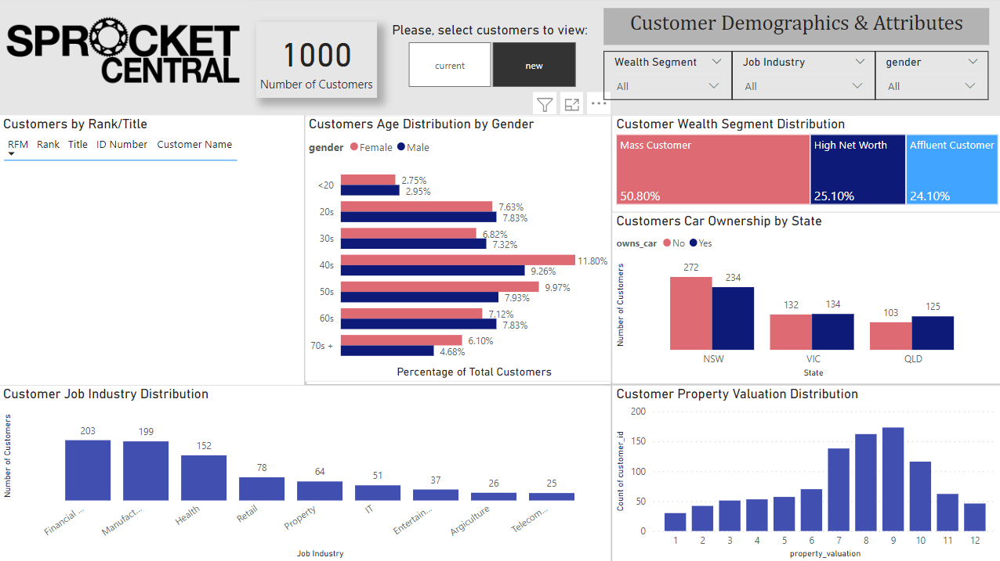 SPROCKET
CENTRAL
1000
Number of Customers
Please, select customers to view:
current
new
Customer Demographics & Attributes
Wealth Segment
All
Job Industry
All
gender
All
Customers by Rank/Title
RFM Rank Title ID Number Customer Name
Customers Age Distribution by Gender
gender Female Male
<20
2.75%
2.95%
20s
7.63%
7.83%
30s
6.82%
7.32%
40s
11.80%
9.26%
50s
9.97%
7.93%
60s
7.12%
7.83%
70s +
6.10%
4.68%
Percentage of Total Customers
Customer Wealth Segment Distribution
Mass Customer
50.80%
High Net Worth
25.10%
Affluent Customer
24.10%
Customers Car Ownership by State
owns_car No Yes
Number of Customers
272
234
132
134
103
125
NSW VIC QLD
State
Customer Job Industry Distribution
Number of Customers
203
199
152
78
64
51
37
26
25
Financial ...
Manufact...
Health
Retail
Property
IT
Entertain...
Argiculture
Telecom...
Job Industry
Customer Property Valuation Distribution
Count of customer_id
200
150
100
50
0
1 2 3 4 5 6 7 8 9 10 11 12
property_valuation